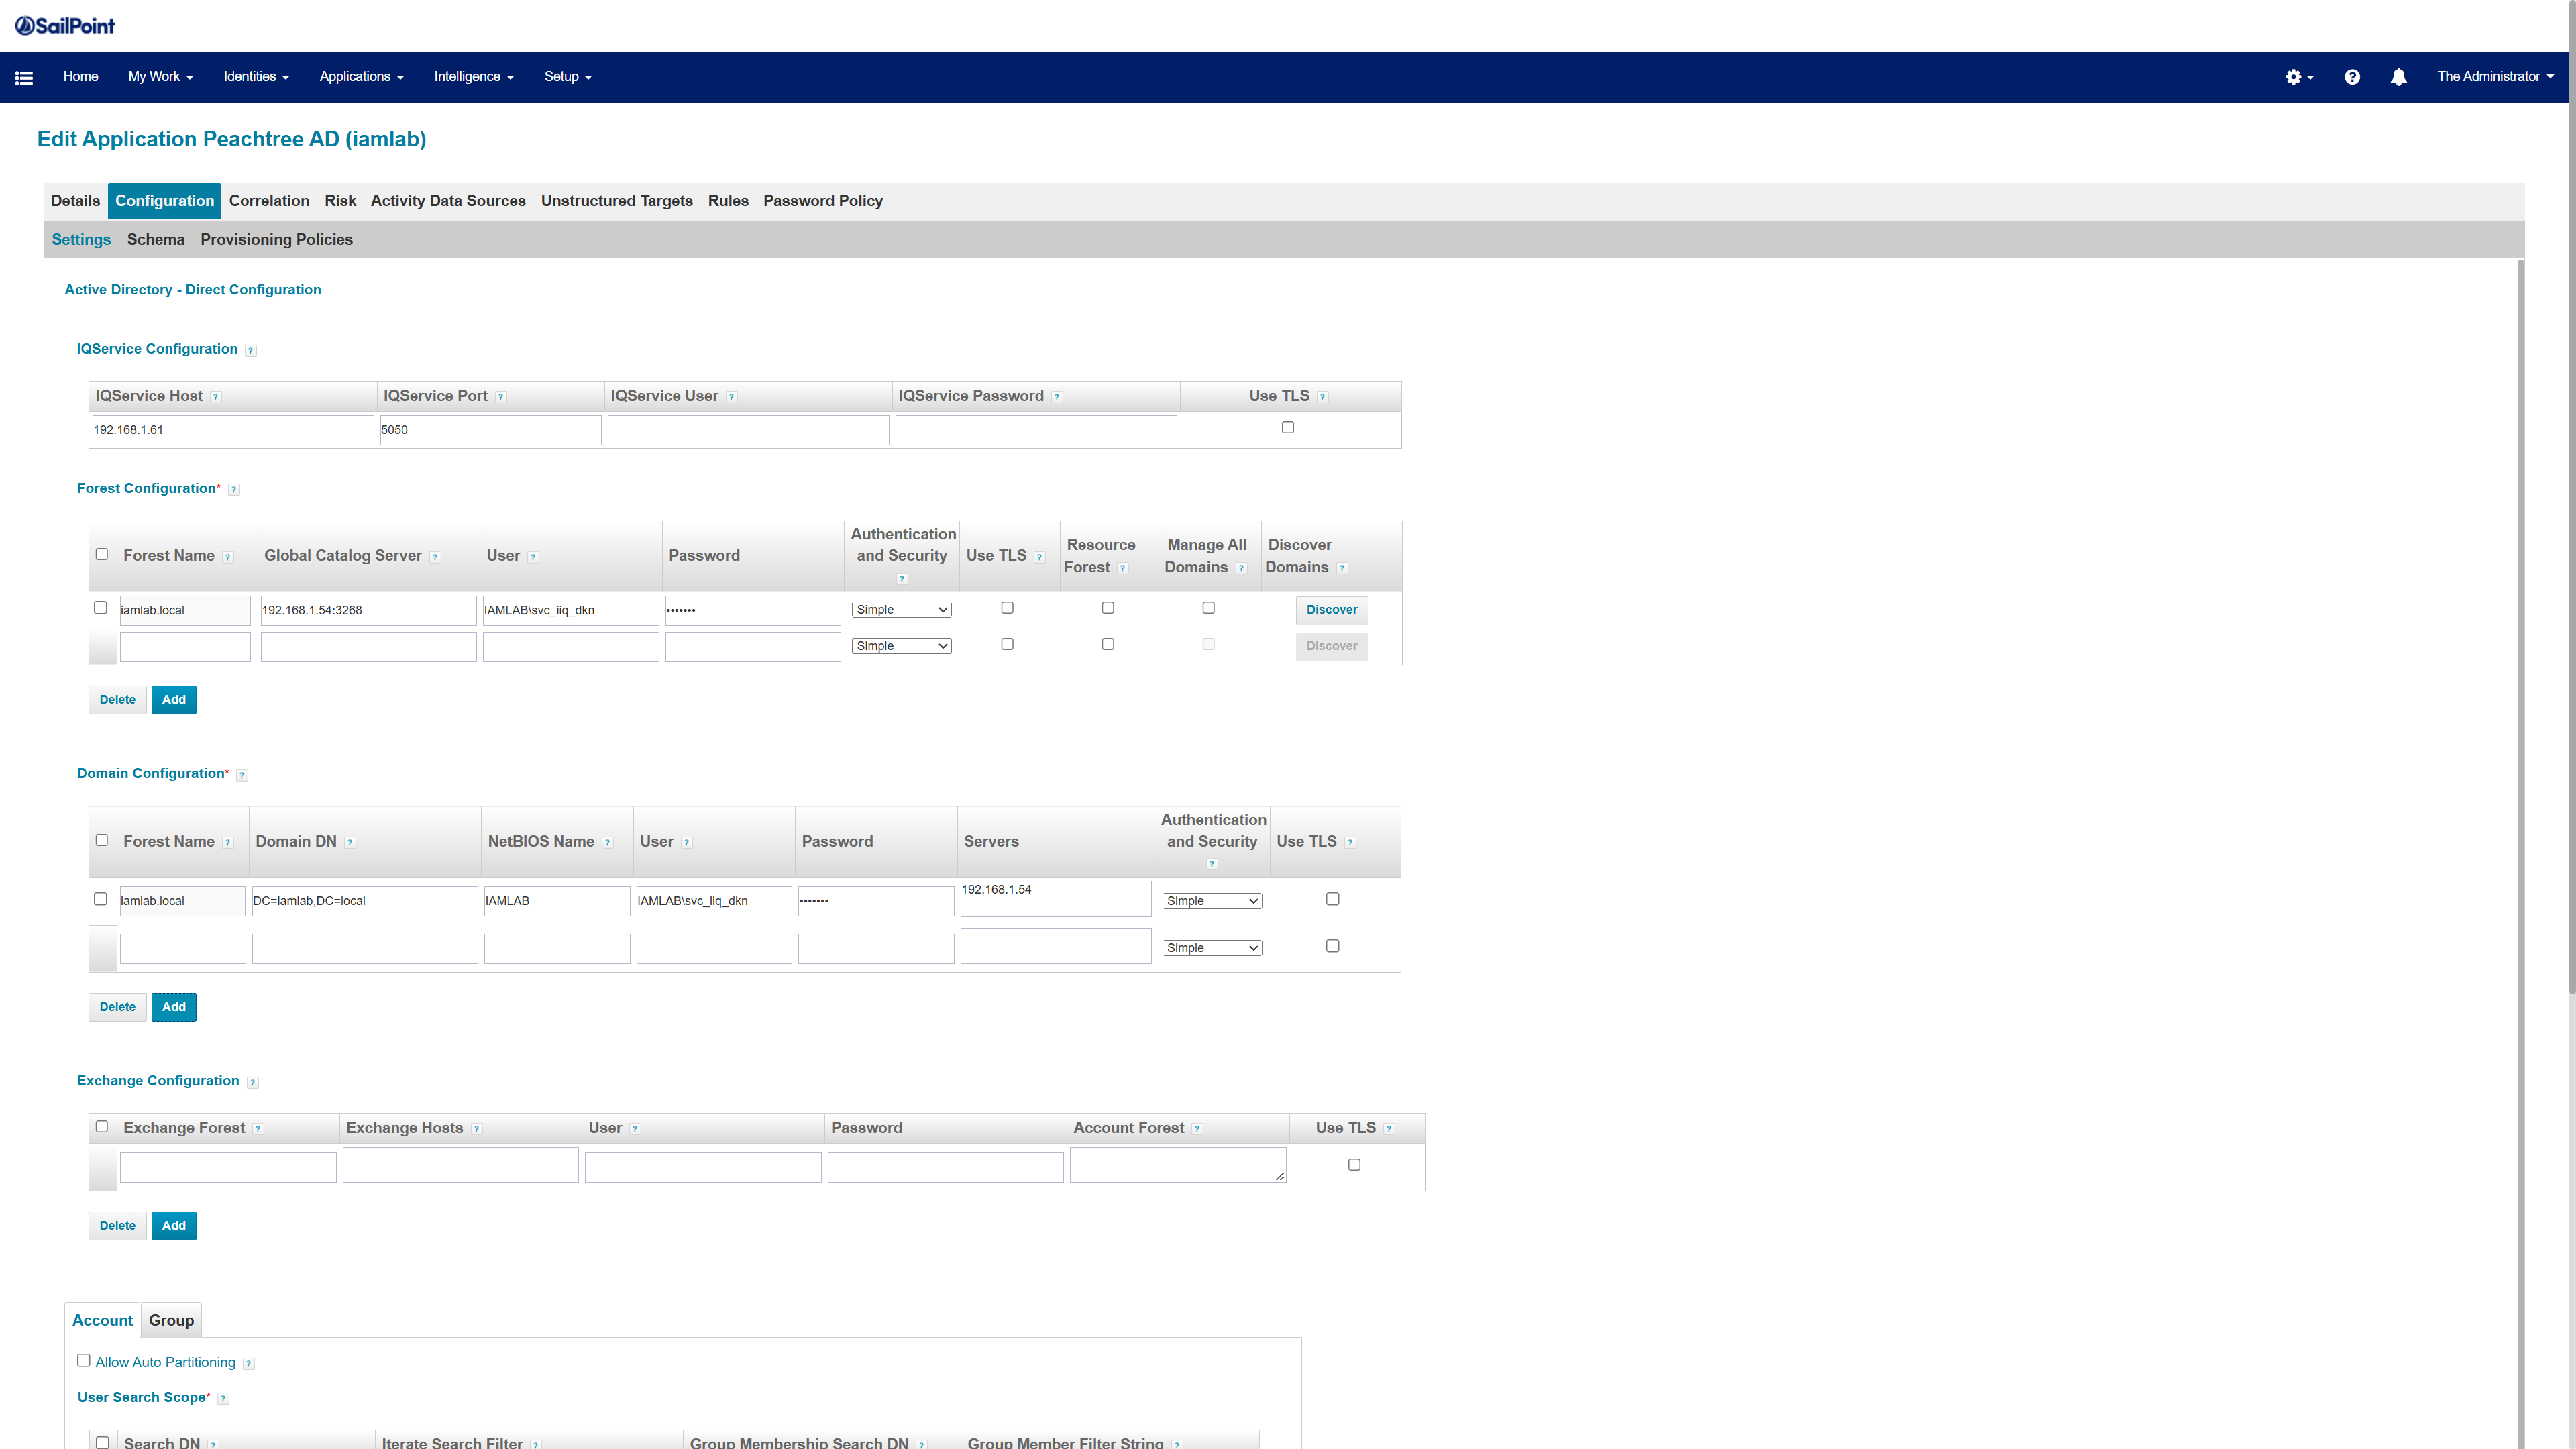 SailPoint
Home My Work Identities Applications Intelligence Setup The Administrator
Edit Application Peachtree AD (iamlab)
Details Configuration Correlation Risk Activity Data Sources Unstructured Targets Rules Password Policy
Settings Schema Provisioning Policies
Active Directory - Direct Configuration
IQService Configuration ?
IQService Host ? IQService Port ? IQService User ? IQService Password ? Use TLS ?
192.168.1.61 5050
Forest Configuration* ?
Forest Name ? Global Catalog Server ? User ? Password Authentication and Security ? Use TLS ? Resource Forest ? Manage All Domains ? Discover Domains ?
iamlab.local 192.168.1.54:3268 IAMLAB\svc_iiq_dkn ••••••• Simple Discover
Simple Discover
Delete Add
Domain Configuration* ?
Forest Name ? Domain DN ? NetBIOS Name ? User ? Password Servers Authentication and Security ? Use TLS ?
iamlab.local DC=iamlab,DC=local IAMLAB IAMLAB\svc_iiq_dkn ••••••• 192.168.1.54 Simple
Simple
Delete Add
Exchange Configuration ?
Exchange Forest ? Exchange Hosts ? User ? Password Account Forest ? Use TLS ?
Delete Add
Account Group
Allow Auto Partitioning ?
User Search Scope* ?
Search DN ? Iterate Search Filter ? Group Membership Search DN ? Group Member Filter String ?